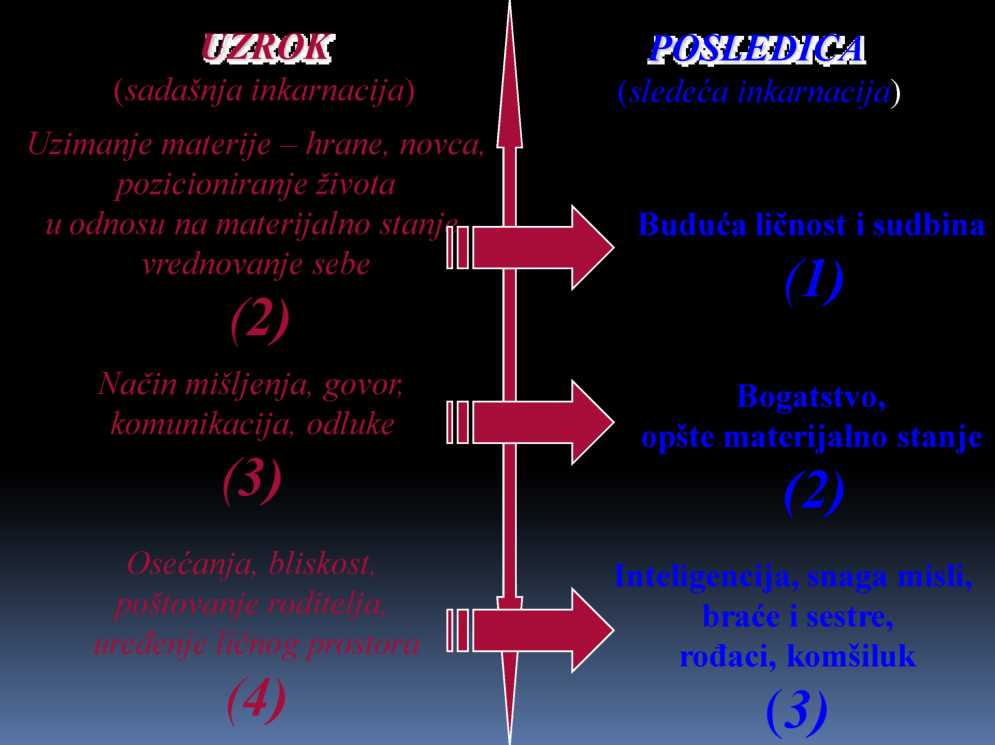 UZROK
(sadašnja inkarnacija)
Uzimanje materije – hrane, novca,
pozicioniranje života
u odnosu na materijalno stanje
vrednovanje sebe
(2)
Način mišljenja, govor,
komunikacija, odluke
(3)
Osećanja, bliskost,
poštovanje roditelja,
uređenje ličnog prostora
(4)
POSLEDICA
(sledeća inkarnacija)
Buduća ličnost i sudbina
(1)
Bogatstvo,
opšte materijalno stanje
(2)
Inteligencija, snaga misli,
braće i sestre,
rođaci, komšiluk
(3)